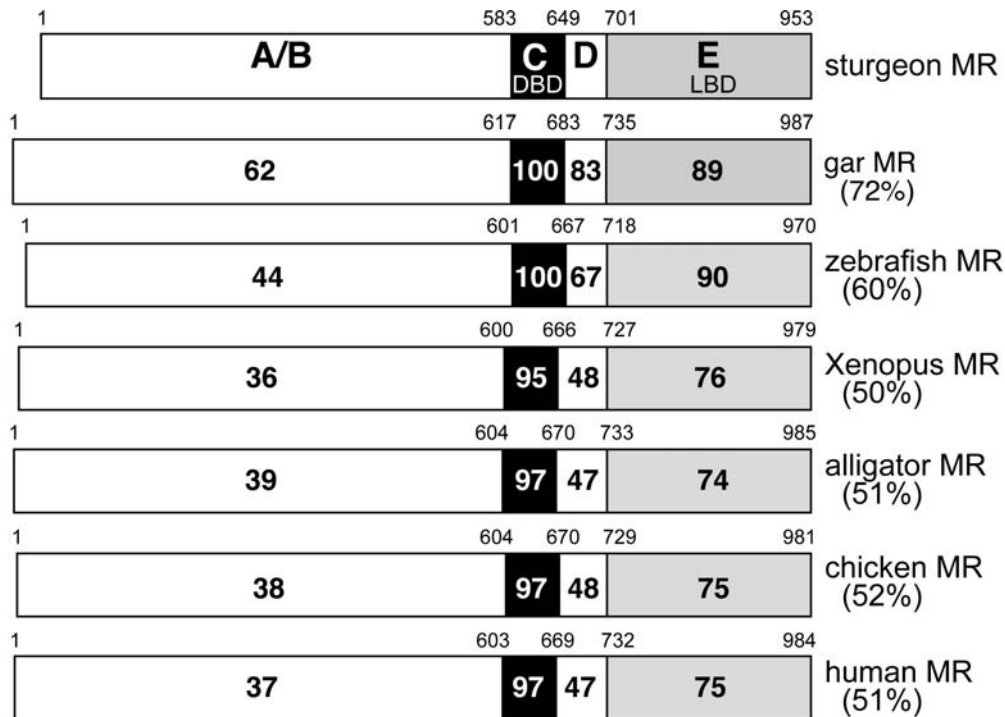 1 583 649 701 953
A/B C D E sturgeon MR
DBD LBD
1 617 683 735 987
62 100 83 89 gar MR
(72%)
1 601 667 718 970
44 100 67 90 zebrafish MR
(60%)
1 600 666 727 979
36 95 48 76 Xenopus MR
(50%)
1 604 670 733 985
39 97 47 74 alligator MR
(51%)
1 604 670 729 981
38 97 48 75 chicken MR
(52%)
1 603 669 732 984
37 97 47 75 human MR
(51%)